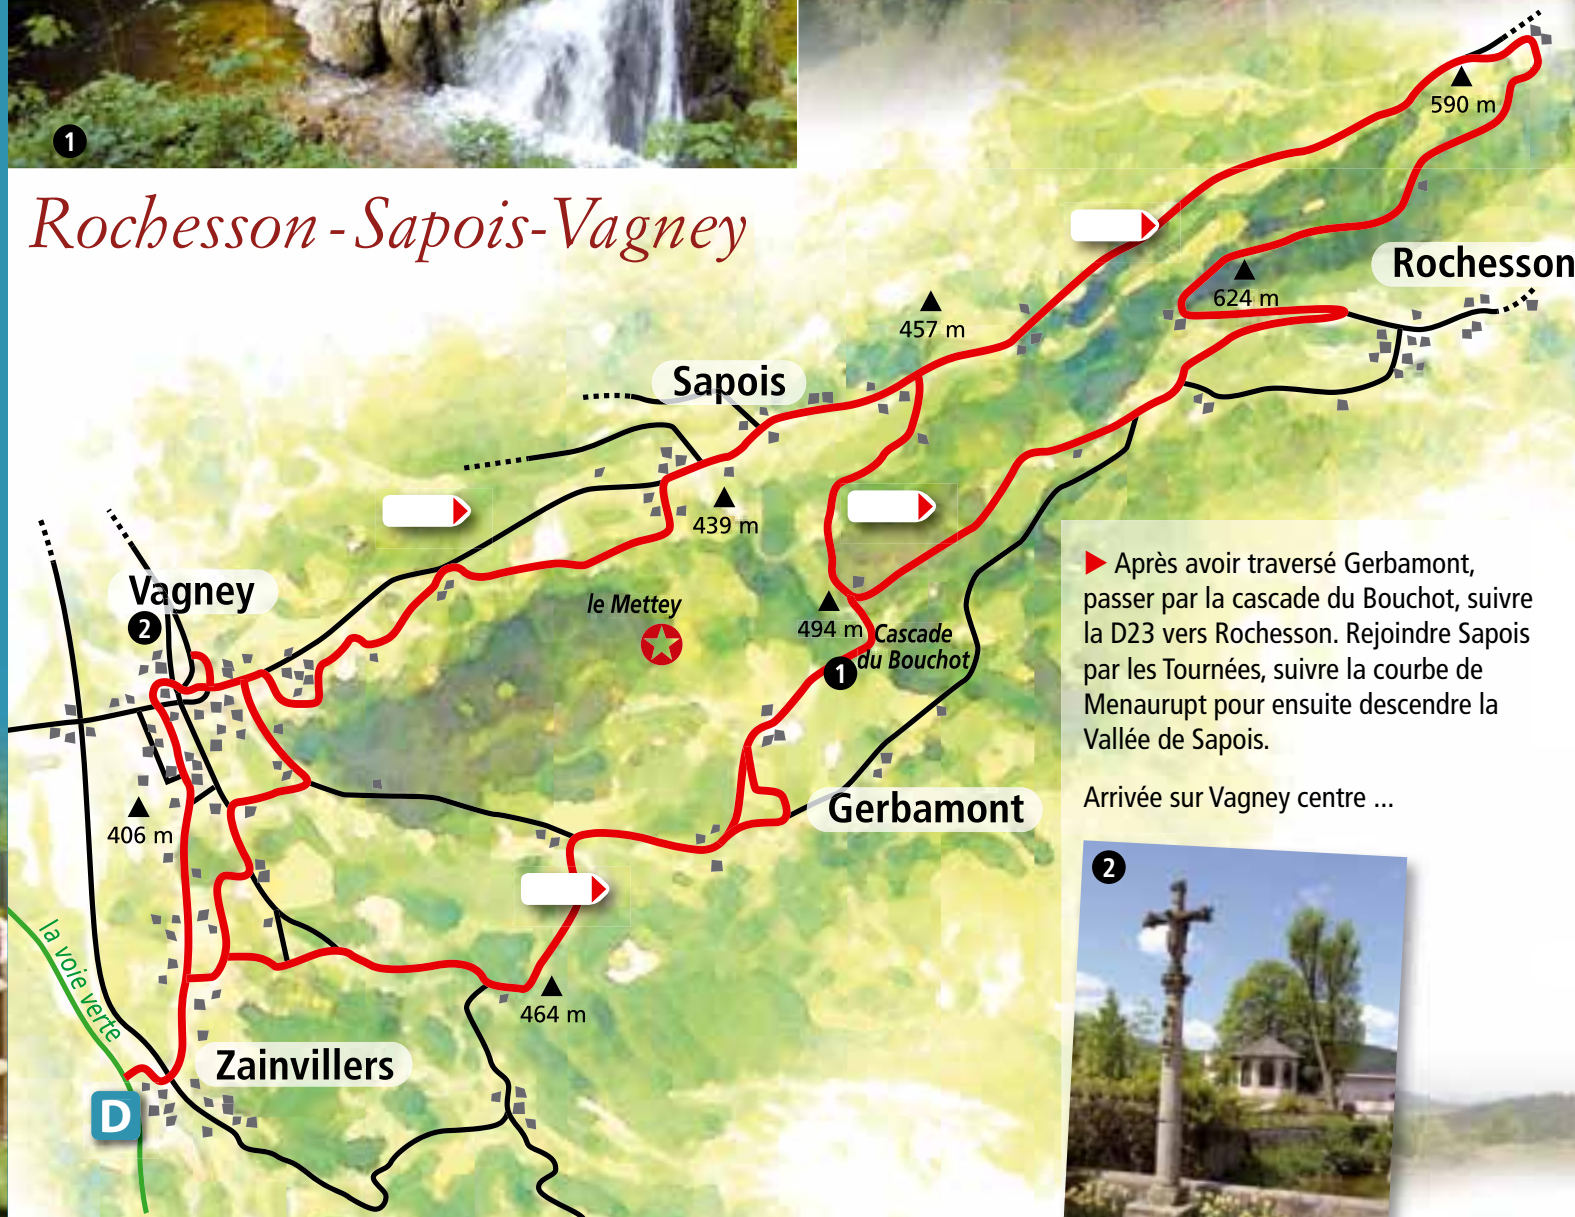 1
Rochesson - Sapois-Vagney
590 m
Rochesson
624 m
457 m
Sapois
439 m
Vagney
2
le Mettey
494 m
Cascade
du Bouchot
1
▶ Après avoir traversé Gerbamont,
passer par la cascade du Bouchot, suivre
la D23 vers Rochesson. Rejoindre Sapois
par les Tournées, suivre la courbe de
Menaurupt pour ensuite descendre la
Vallée de Sapois.
Arrivée sur Vagney centre ...
406 m
Gerbamont
2
la voie verte
464 m
Zainvillers
D